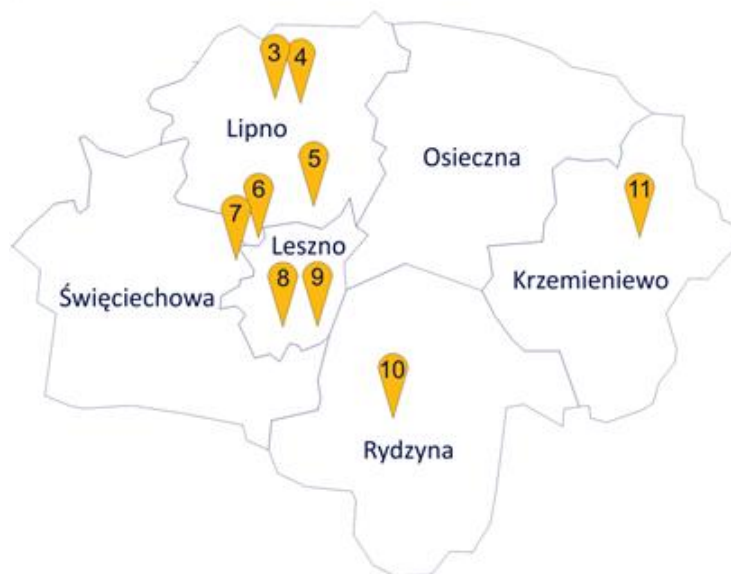 3 4
Lipno
5
Osieczna
6
11
7
Leszno
8 9
Krzemieniewo
Święciechowa
10
Rydzyna